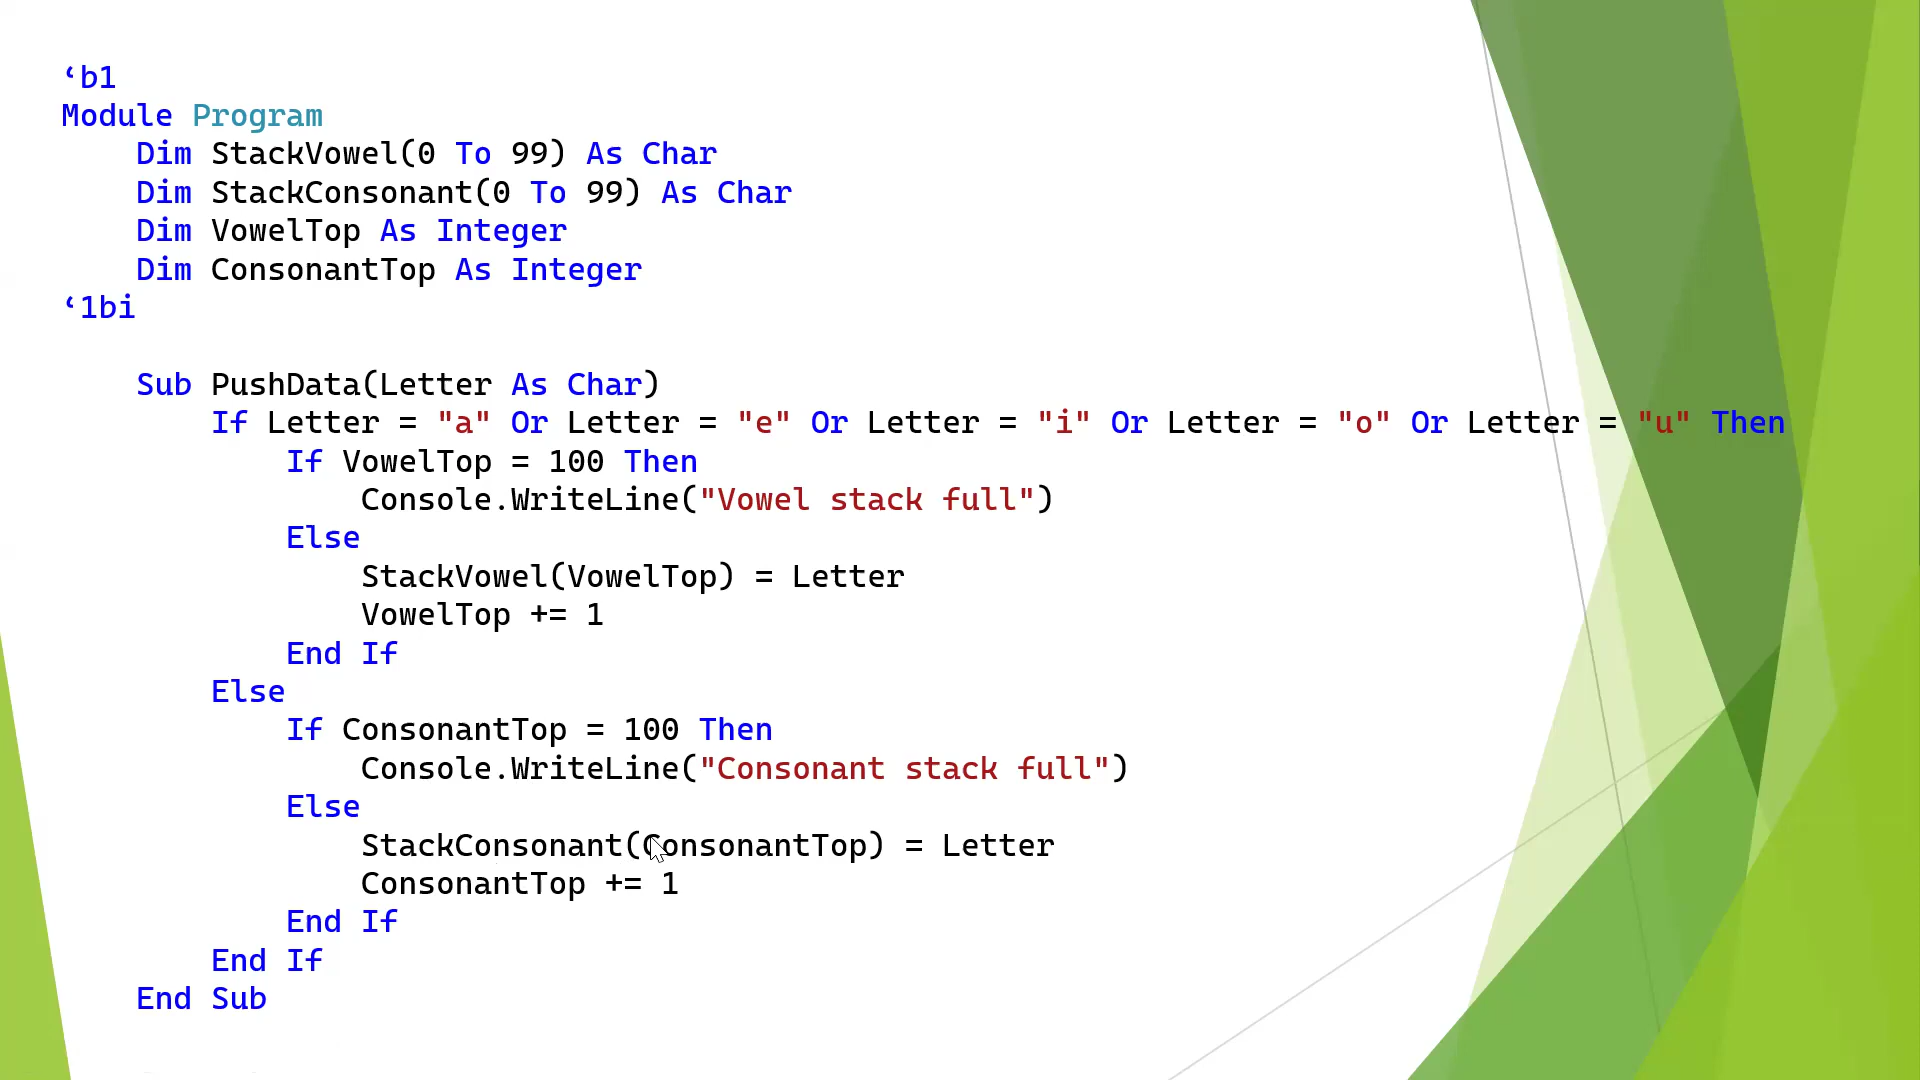 ‘b1
Module Program
    Dim StackVowel(0 To 99) As Char
    Dim StackConsonant(0 To 99) As Char
    Dim VowelTop As Integer
    Dim ConsonantTop As Integer
‘1bi

    Sub PushData(Letter As Char)
        If Letter = "a" Or Letter = "e" Or Letter = "i" Or Letter = "o" Or Letter = "u" Then
            If VowelTop = 100 Then
                Console.WriteLine("Vowel stack full")
            Else
                StackVowel(VowelTop) = Letter
                VowelTop += 1
            End If
        Else
            If ConsonantTop = 100 Then
                Console.WriteLine("Consonant stack full")
            Else
                StackConsonant(ConsonantTop) = Letter
                ConsonantTop += 1
            End If
        End If
    End Sub